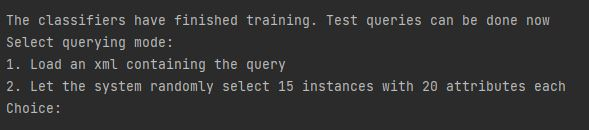 The classifiers have finished training. Test queries can be done now
Select querying mode:
1. Load an xml containing the query
2. Let the system randomly select 15 instances with 20 attributes each
Choice: